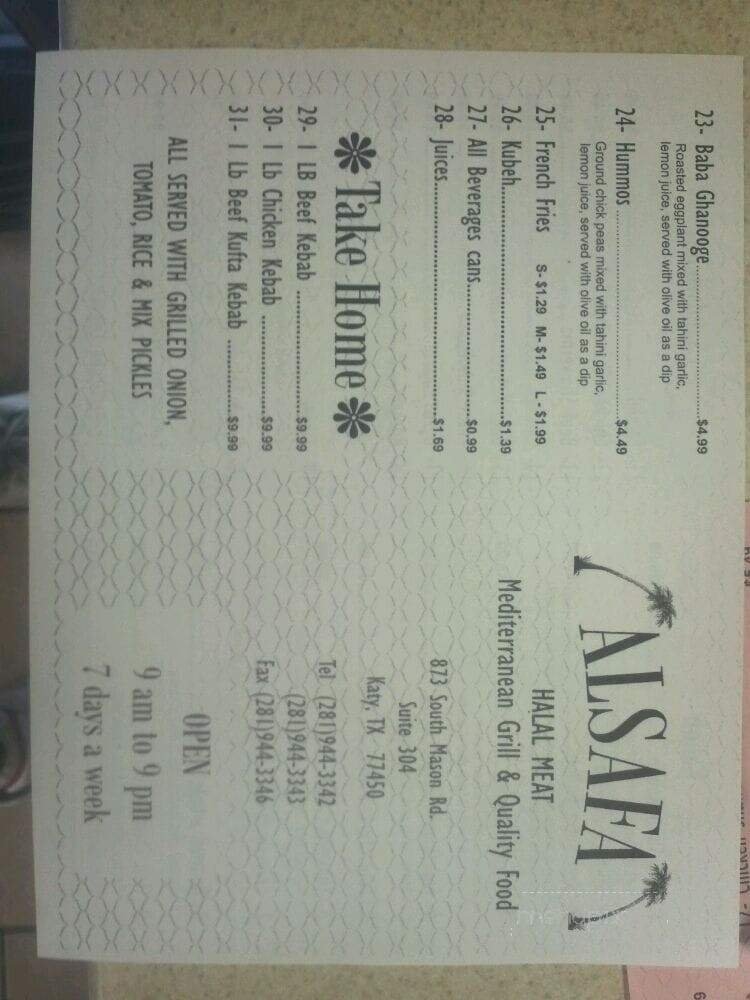 23- Baba Ghanooge..............................$4.99
Roasted eggplant mixed with tahini garlic,
lemon juice, served with olive oil as a dip
24- Hummos ..............................$4.49
Ground chick peas mixed with tahini garlic,
lemon juice, served with olive oil as a dip
25- French Fries S- $1.29 M- $1.49 L - $1.99
26- Kubeh..............................$1.39
27- All Beverages cans....................$0.99
28- Juices..............................$1.69
Take Home
29- 1 LB Beef Kebab ....................$9.99
30- 1 Lb Chicken Kebab ....................$9.99
31- 1 Lb Beef Kufta Kebab ...............$9.99
ALL SERVED WITH GRILLED ONION,
TOMATO, RICE & MIX PICKLES
ALSAFA
HALAL MEAT
Mediterranean Grill & Quality Food
873 South Mason Rd.
Suite 304
Katy, TX 77450
Tel (281)944-3342
(281)944-3343
Fax (281)944-3346
OPEN
9 am to 9 pm
7 days a week